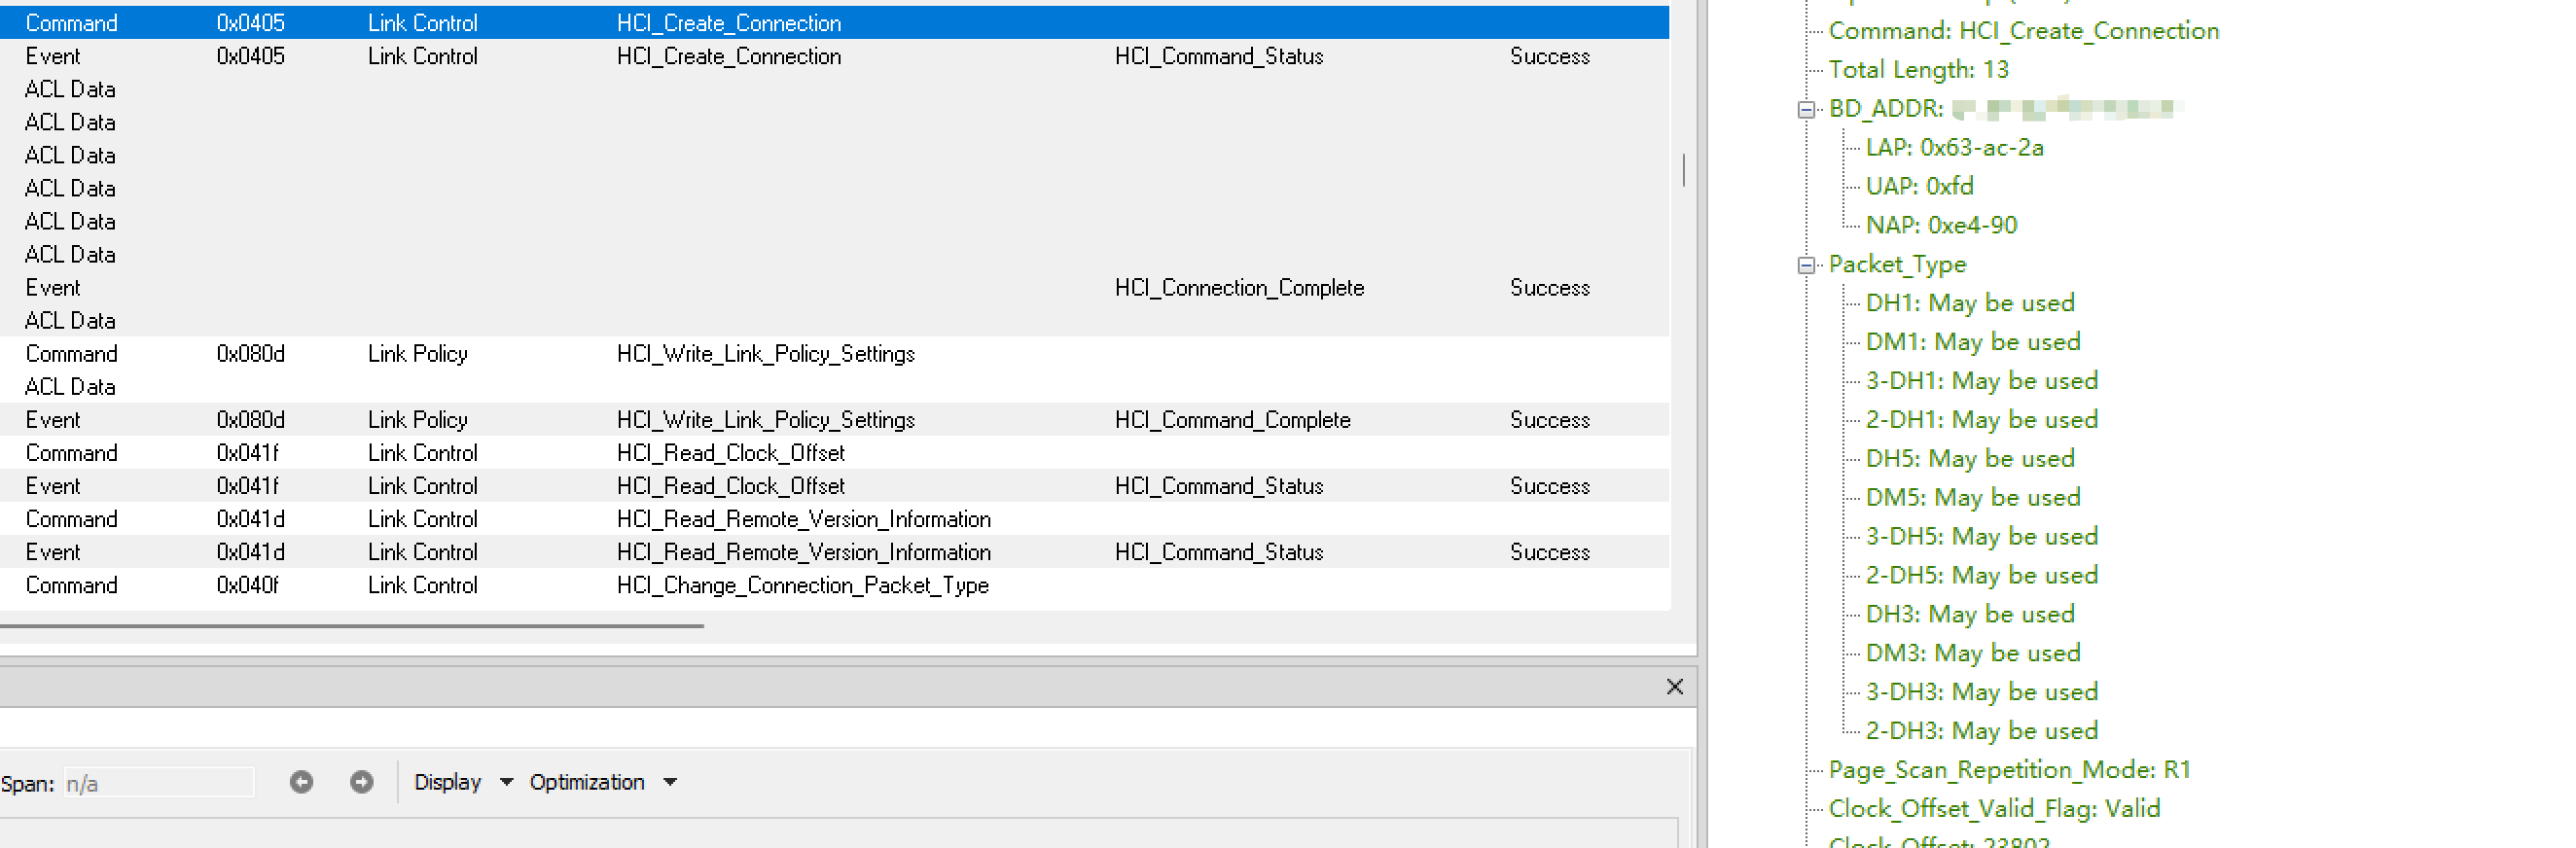 Command 0x0405 Link Control HCI_Create_Connection
Event 0x0405 Link Control HCI_Create_Connection HCI_Command_Status Success
ACL Data
ACL Data
ACL Data
ACL Data
ACL Data
ACL Data
Event HCI_Connection_Complete Success
ACL Data
Command 0x080d Link Policy HCI_Write_Link_Policy_Settings
ACL Data
Event 0x080d Link Policy HCI_Write_Link_Policy_Settings HCI_Command_Complete Success
Command 0x041f Link Control HCI_Read_Clock_Offset
Event 0x041f Link Control HCI_Read_Clock_Offset HCI_Command_Status Success
Command 0x041d Link Control HCI_Read_Remote_Version_Information
Event 0x041d Link Control HCI_Read_Remote_Version_Information HCI_Command_Status Success
Command 0x040f Link Control HCI_Change_Connection_Packet_Type
Span: n/a Display Optimization
Command: HCI_Create_Connection
Total Length: 13
BD_ADDR:
LAP: 0x63-ac-2a
UAP: 0xfd
NAP: 0xe4-90
Packet_Type
DH1: May be used
DM1: May be used
3-DH1: May be used
2-DH1: May be used
DH5: May be used
DM5: May be used
3-DH5: May be used
2-DH5: May be used
DH3: May be used
DM3: May be used
3-DH3: May be used
2-DH3: May be used
Page_Scan_Repetition_Mode: R1
Clock_Offset_Valid_Flag: Valid
Clock_Offset: 23802